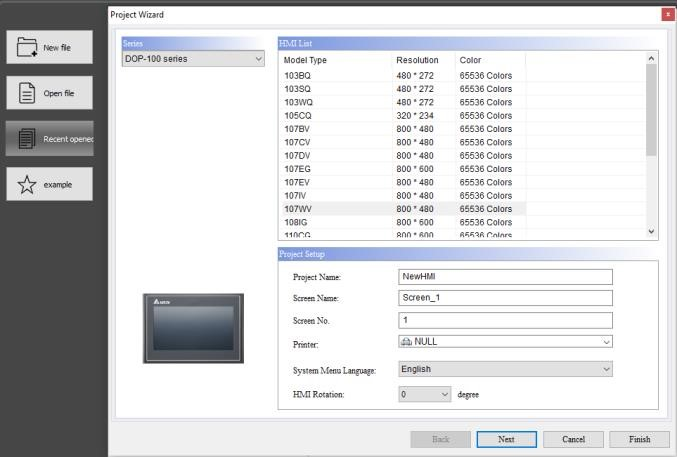 Project Wizard
x
New file
Open file
Recent opened
example
Series
DOP-100 series
HMI List
Model Type Resolution Color
103BQ 480 * 272 65536 Colors
103SQ 480 * 272 65536 Colors
103WQ 480 * 272 65536 Colors
105CQ 320 * 234 65536 Colors
107BV 800 * 480 65536 Colors
107CV 800 * 480 65536 Colors
107DV 800 * 480 65536 Colors
107EG 800 * 600 65536 Colors
107EV 800 * 480 65536 Colors
107IV 800 * 480 65536 Colors
107WV 800 * 480 65536 Colors
108IG 800 * 600 65536 Colors
110CG 800 * 600 65536 Colors
Project Setup
Project Name: NewHMI
Screen Name: Screen_1
Screen No. 1
Printer: NULL
System Menu Language: English
HMI Rotation: 0 degree
Back Next Cancel Finish